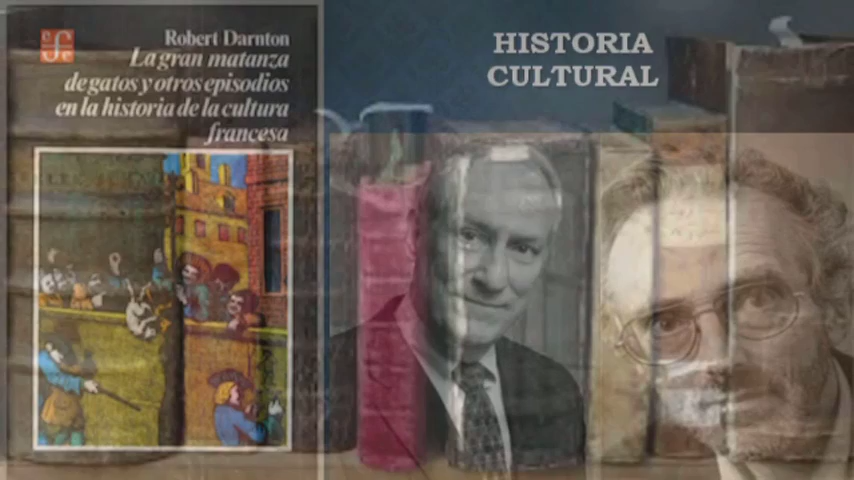 Robert Darnton
La gran matanza
de gatos y otros episodios
en la historia de la cultura
francesa
HISTORIA
CULTURAL